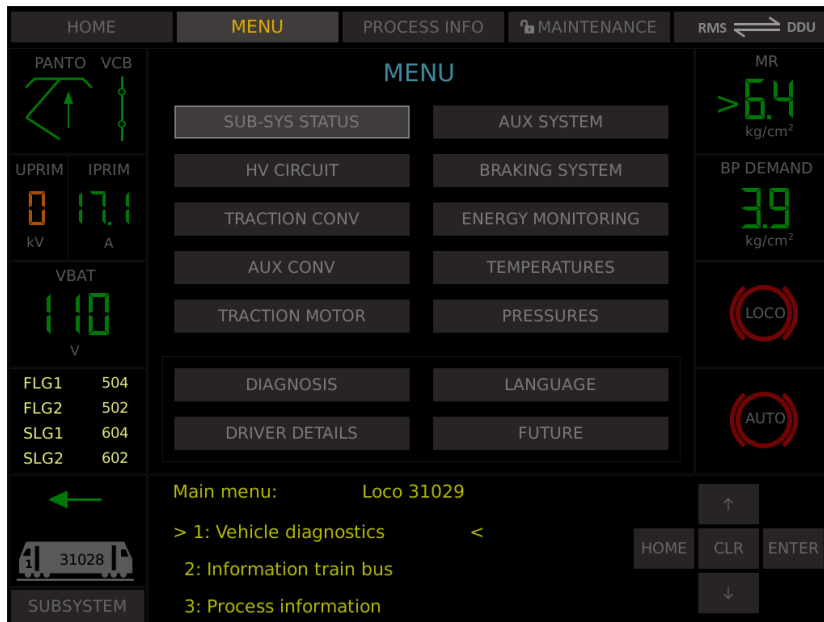 HOME MENU PROCESS INFO MAINTENANCE RMS DDU
PANTO VCB
UPRIM IPRIM
0 17.1
kV A
VBAT
110
V
FLG1 504
FLG2 502
SLG1 604
SLG2 602
1 31028
SUBSYSTEM
MENU
SUB-SYS STATUS AUX SYSTEM
HV CIRCUIT BRAKING SYSTEM
TRACTION CONV ENERGY MONITORING
AUX CONV TEMPERATURES
TRACTION MOTOR PRESSURES
DIAGNOSIS LANGUAGE
DRIVER DETAILS FUTURE
Main menu: Loco 31029
> 1: Vehicle diagnostics <
2: Information train bus
3: Process information
MR
>6.4
kg/cm²
BP DEMAND
3.9
kg/cm²
LOCO
AUTO
↑
HOME CLR ENTER
↓